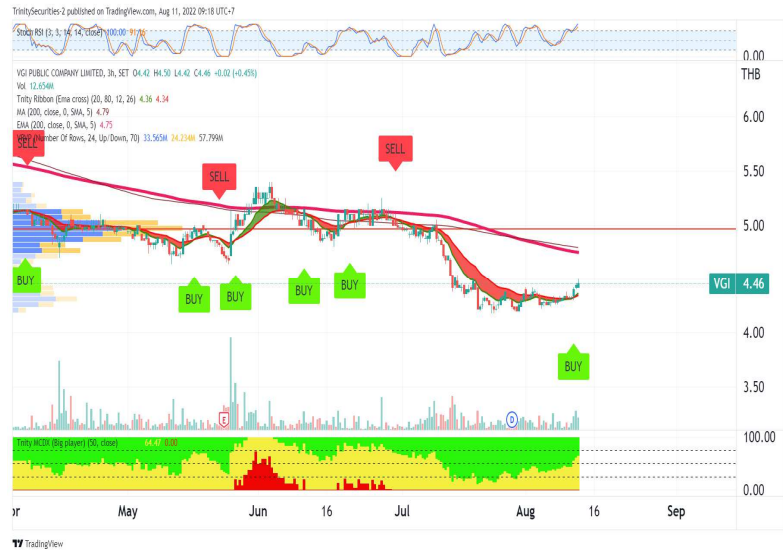 TrinitySecurities-2 published on TradingView.com, Aug 11, 2022 09:18 UTC+7
Stoch RSI (3, 3, 14, 14, close) 100.00
0.00
VGI PUBLIC COMPANY LIMITED, 3h, SET O4.42 H4.50 L4.42 C4.46 +0.02 (+0.45%)
THB
Vol 12.654M
Tnity Ribbon (Ema cross) (20, 80, 12, 26) 4.36 4.34
MA (200, close, 0, SMA, 5) 4.79
EMA (200, close, 0, SMA, 5) 4.75
(Number Of Rows, 24, Up/Down, 70) 33.565M 24.234M 57.799M
6.00
SELL
SELL
SELL
5.50
5.00
BUY
BUY
BUY
BUY
BUY
VGI 4.46
4.00
BUY
3.50
E
D
Tnity MCDX (Big player) (50, close) 64.47 0.00
100.00
0.00
May Jun 16 Jul Aug 16 Sep
TradingView